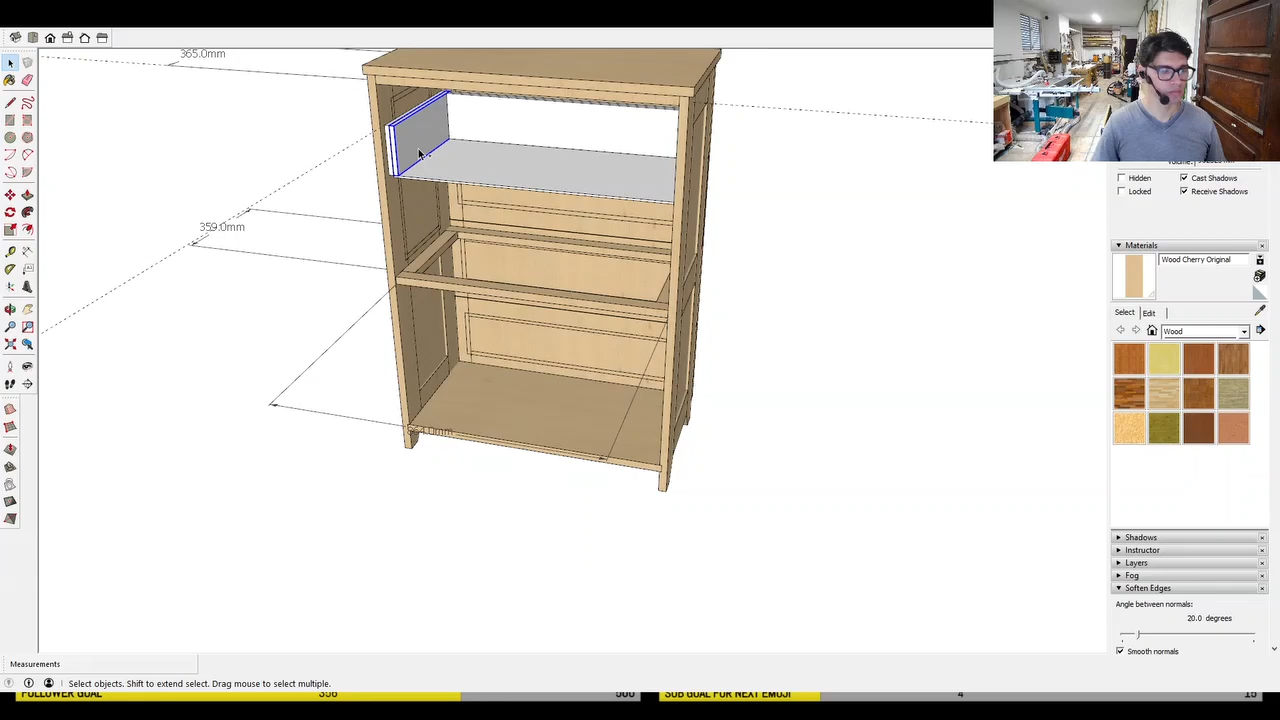 365.0mm
359.0mm
Hidden
Cast Shadows
Locked
Receive Shadows
Materials
Wood Cherry Original
Select
Edit
Wood
Shadows
Instructor
Layers
Fog
Soften Edges
Angle between normals:
20.0 degrees
Smooth normals
Measurements
Select objects. Shift to extend select. Drag mouse to select multiple.
FOLLOWER GOAL 356 500 SUB GOAL FOR NEXT EMOJI 4 15